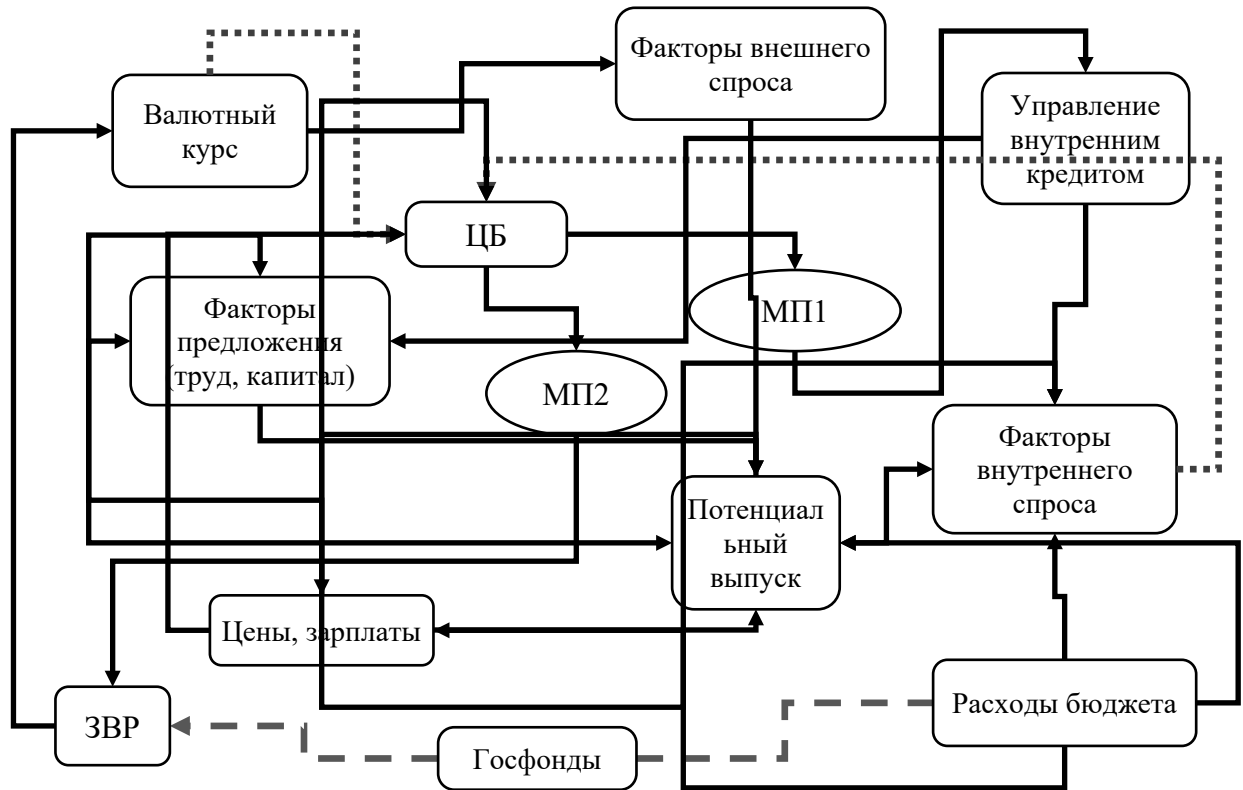 Факторы внешнего
спроса
Валютный
курс
Управление
внутренним
кредитом
ЦБ
Факторы
предложения
(труд, капитал)
МП1
МП2
Факторы
внутреннего
спроса
Потенциал
ьный
выпуск
Цены, зарплаты
Расходы бюджета
ЗВР
Госфонды